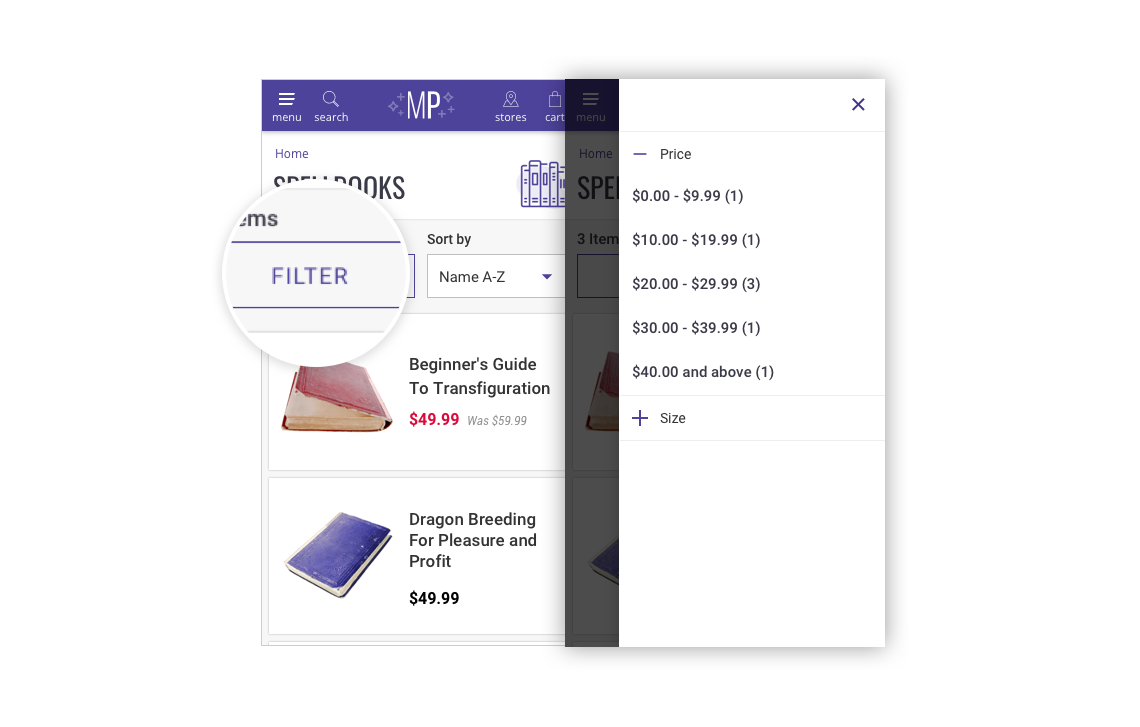 menu search MP stores cart
Home
SPELLBOOKS
ems
FILTER
Sort by
Name A-Z
Beginner's Guide
To Transfiguration
$49.99 Was $59.99
Dragon Breeding
For Pleasure and
Profit
$49.99
menu
Home
SPEL
3 Item
Price
$0.00 - $9.99 (1)
$10.00 - $19.99 (1)
$20.00 - $29.99 (3)
$30.00 - $39.99 (1)
$40.00 and above (1)
Size